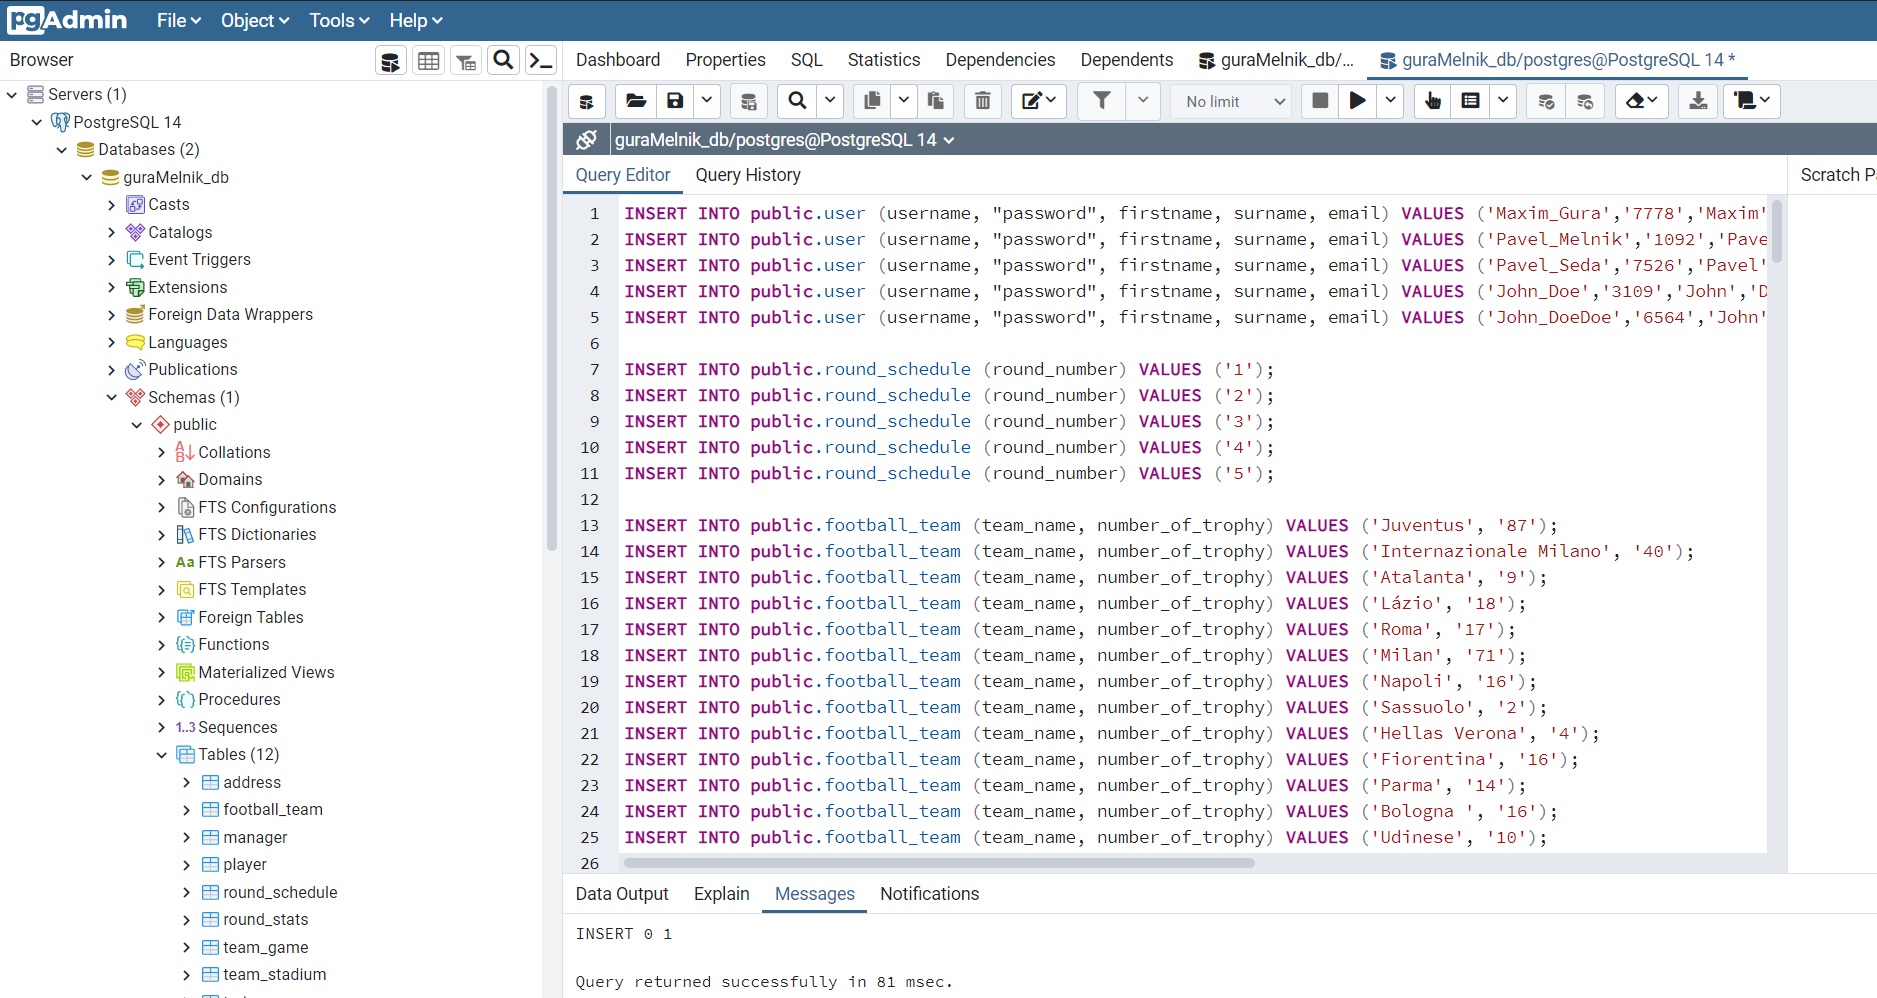 pgAdmin File Object Tools Help
Browser
Dashboard Properties SQL Statistics Dependencies Dependents guraMelnik_db/... guraMelnik_db/postgres@PostgreSQL 14 *
No limit
guraMelnik_db/postgres@PostgreSQL 14
Query Editor Query History
Scratch Pa
Servers (1)
PostgreSQL 14
Databases (2)
guraMelnik_db
Casts
Catalogs
Event Triggers
Extensions
Foreign Data Wrappers
Languages
Publications
Schemas (1)
public
Collations
Domains
FTS Configurations
FTS Dictionaries
Aa FTS Parsers
FTS Templates
Foreign Tables
Functions
Materialized Views
Procedures
1..3 Sequences
Tables (12)
address
football_team
manager
player
round_schedule
round_stats
team_game
team_stadium
1 INSERT INTO public.user (username, "password", firstname, surname, email) VALUES ('Maxim_Gura','7778','Maxim'
2 INSERT INTO public.user (username, "password", firstname, surname, email) VALUES ('Pavel_Melnik','1092','Pave
3 INSERT INTO public.user (username, "password", firstname, surname, email) VALUES ('Pavel_Seda','7526','Pavel'
4 INSERT INTO public.user (username, "password", firstname, surname, email) VALUES ('John_Doe','3109','John','D
5 INSERT INTO public.user (username, "password", firstname, surname, email) VALUES ('John_DoeDoe','6564','John'
6
7 INSERT INTO public.round_schedule (round_number) VALUES ('1');
8 INSERT INTO public.round_schedule (round_number) VALUES ('2');
9 INSERT INTO public.round_schedule (round_number) VALUES ('3');
10 INSERT INTO public.round_schedule (round_number) VALUES ('4');
11 INSERT INTO public.round_schedule (round_number) VALUES ('5');
12
13 INSERT INTO public.football_team (team_name, number_of_trophy) VALUES ('Juventus', '87');
14 INSERT INTO public.football_team (team_name, number_of_trophy) VALUES ('Internazionale Milano', '40');
15 INSERT INTO public.football_team (team_name, number_of_trophy) VALUES ('Atalanta', '9');
16 INSERT INTO public.football_team (team_name, number_of_trophy) VALUES ('Lázio', '18');
17 INSERT INTO public.football_team (team_name, number_of_trophy) VALUES ('Roma', '17');
18 INSERT INTO public.football_team (team_name, number_of_trophy) VALUES ('Milan', '71');
19 INSERT INTO public.football_team (team_name, number_of_trophy) VALUES ('Napoli', '16');
20 INSERT INTO public.football_team (team_name, number_of_trophy) VALUES ('Sassuolo', '2');
21 INSERT INTO public.football_team (team_name, number_of_trophy) VALUES ('Hellas Verona', '4');
22 INSERT INTO public.football_team (team_name, number_of_trophy) VALUES ('Fiorentina', '16');
23 INSERT INTO public.football_team (team_name, number_of_trophy) VALUES ('Parma', '14');
24 INSERT INTO public.football_team (team_name, number_of_trophy) VALUES ('Bologna ', '16');
25 INSERT INTO public.football_team (team_name, number_of_trophy) VALUES ('Udinese', '10');
26
Data Output Explain Messages Notifications
INSERT 0 1
Query returned successfully in 81 msec.